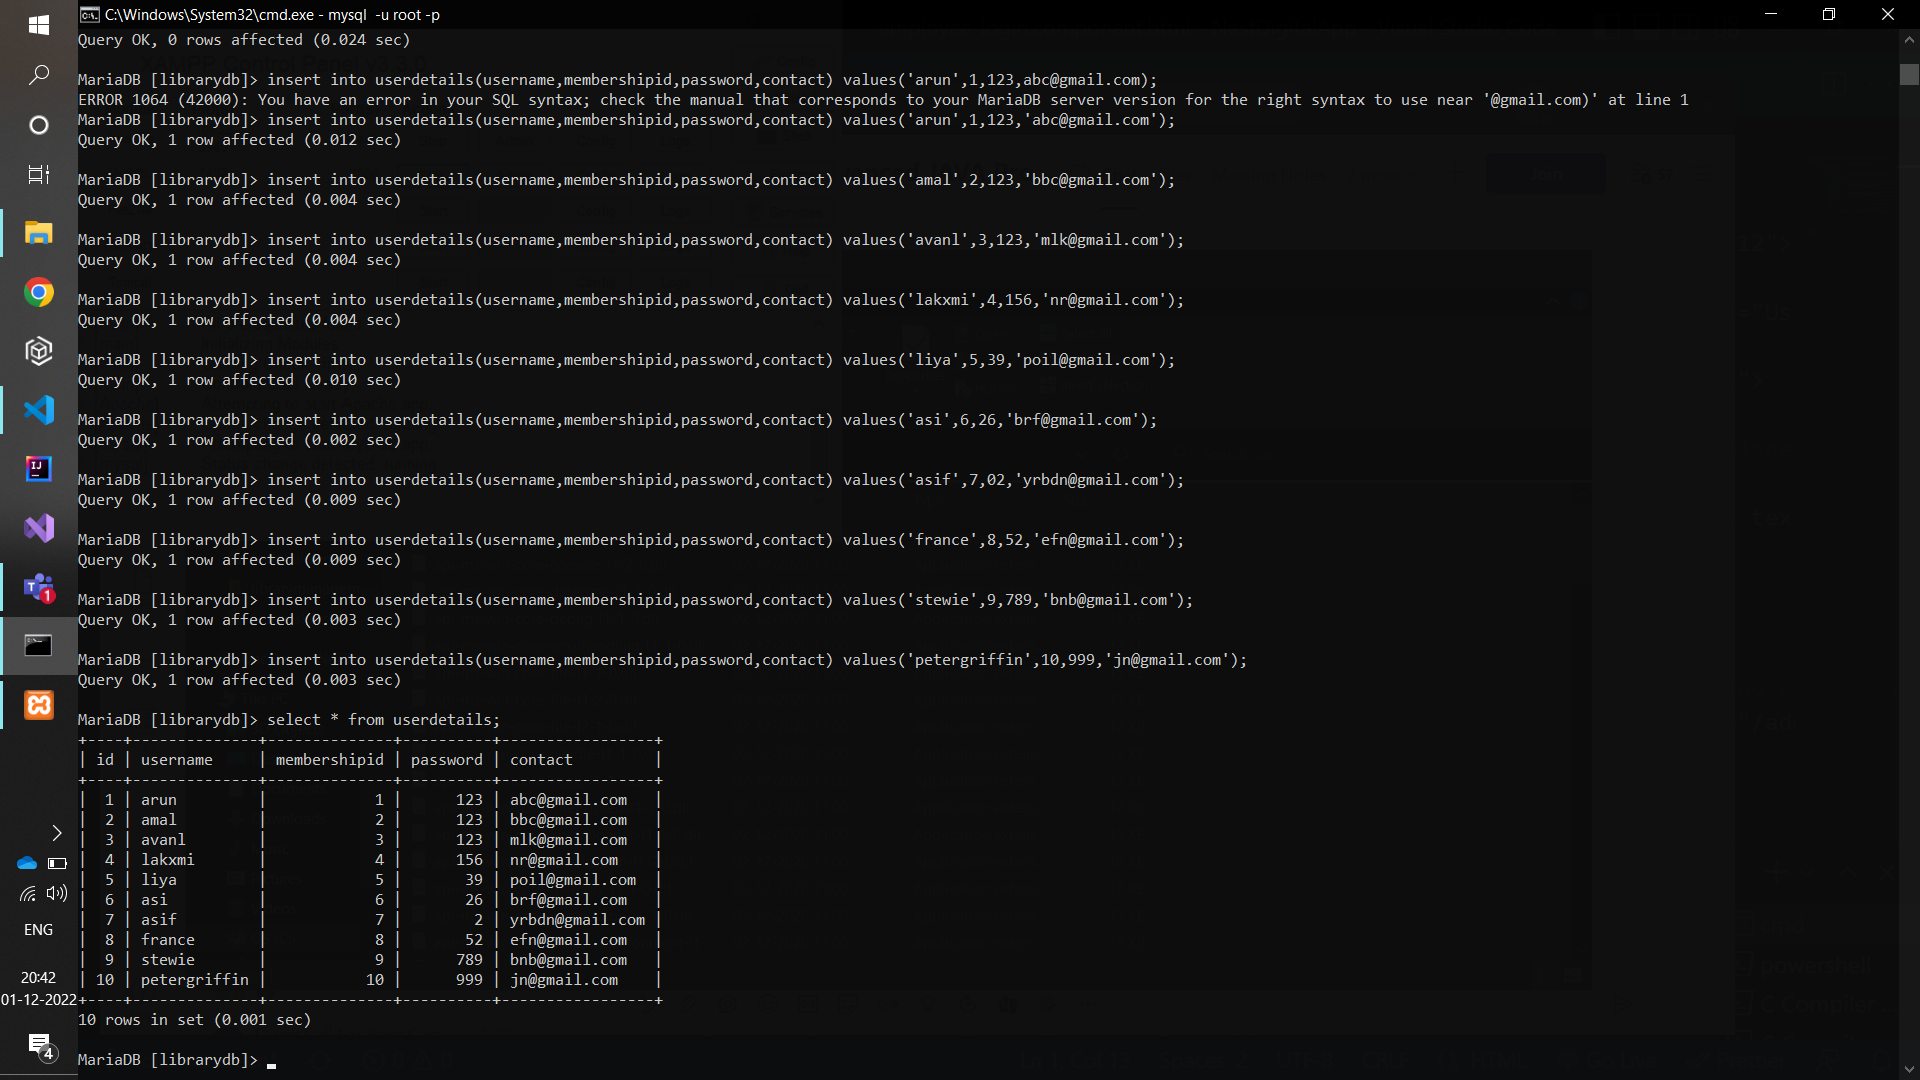 C:\Windows\System32\cmd.exe - mysql  -u root -p
Query OK, 0 rows affected (0.024 sec)
MariaDB [librarydb]> insert into userdetails(username,membershipid,password,contact) values('arun',1,123,abc@gmail.com);
ERROR 1064 (42000): You have an error in your SQL syntax; check the manual that corresponds to your MariaDB server version for the right syntax to use near '@gmail.com)' at line 1
MariaDB [librarydb]> insert into userdetails(username,membershipid,password,contact) values('arun',1,123,'abc@gmail.com');
Query OK, 1 row affected (0.012 sec)
MariaDB [librarydb]> insert into userdetails(username,membershipid,password,contact) values('amal',2,123,'bbc@gmail.com');
Query OK, 1 row affected (0.004 sec)
MariaDB [librarydb]> insert into userdetails(username,membershipid,password,contact) values('avanl',3,123,'mlk@gmail.com');
Query OK, 1 row affected (0.004 sec)
MariaDB [librarydb]> insert into userdetails(username,membershipid,password,contact) values('lakxmi',4,156,'nr@gmail.com');
Query OK, 1 row affected (0.004 sec)
MariaDB [librarydb]> insert into userdetails(username,membershipid,password,contact) values('liya',5,39,'poil@gmail.com');
Query OK, 1 row affected (0.010 sec)
MariaDB [librarydb]> insert into userdetails(username,membershipid,password,contact) values('asi',6,26,'brf@gmail.com');
Query OK, 1 row affected (0.002 sec)
MariaDB [librarydb]> insert into userdetails(username,membershipid,password,contact) values('asif',7,02,'yrbdn@gmail.com');
Query OK, 1 row affected (0.009 sec)
MariaDB [librarydb]> insert into userdetails(username,membershipid,password,contact) values('france',8,52,'efn@gmail.com');
Query OK, 1 row affected (0.009 sec)
MariaDB [librarydb]> insert into userdetails(username,membershipid,password,contact) values('stewie',9,789,'bnb@gmail.com');
Query OK, 1 row affected (0.003 sec)
MariaDB [librarydb]> insert into userdetails(username,membershipid,password,contact) values('petergriffin',10,999,'jn@gmail.com');
Query OK, 1 row affected (0.003 sec)
MariaDB [librarydb]> select * from userdetails;
+----+--------------+--------------+----------+-----------------+
| id | username     | membershipid | password | contact         |
+----+--------------+--------------+----------+-----------------+
|  1 | arun         |            1 |      123 | abc@gmail.com   |
|  2 | amal         |            2 |      123 | bbc@gmail.com   |
|  3 | avanl        |            3 |      123 | mlk@gmail.com   |
|  4 | lakxmi       |            4 |      156 | nr@gmail.com    |
|  5 | liya         |            5 |       39 | poil@gmail.com  |
|  6 | asi          |            6 |       26 | brf@gmail.com   |
|  7 | asif         |            7 |        2 | yrbdn@gmail.com |
|  8 | france       |            8 |       52 | efn@gmail.com   |
|  9 | stewie       |            9 |      789 | bnb@gmail.com   |
| 10 | petergriffin |           10 |      999 | jn@gmail.com    |
+----+--------------+--------------+----------+-----------------+
10 rows in set (0.001 sec)
MariaDB [librarydb]>
IJ
T
1
ENG
20:42
01-12-2022
4